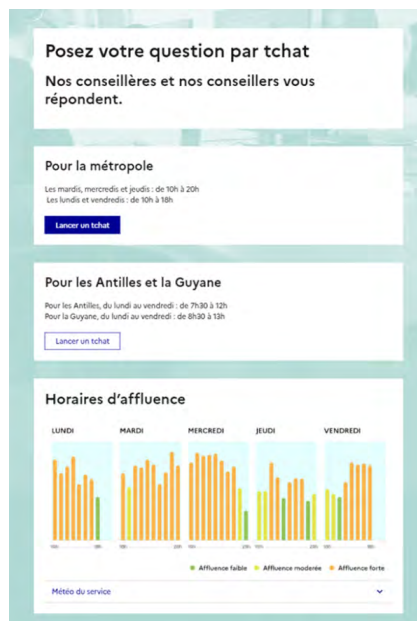 Posez votre question par tchat
Nos conseillères et nos conseillers vous
répondent.
Pour la métropole
Les mardis, mercredis et jeudis : de 10h à 20h
Les lundis et vendredis : de 10h à 18h
Lancer un tchat
Pour les Antilles et la Guyane
Pour les Antilles, du lundi au vendredi : de 7h30 à 12h
Pour la Guyane, du lundi au vendredi : de 8h30 à 13h
Lancer un tchat
Horaires d’affluence
LUNDI MARDI MERCREDI JEUDI VENDREDI
Affluence faible Affluence moderée Affluence forte
Météo du service